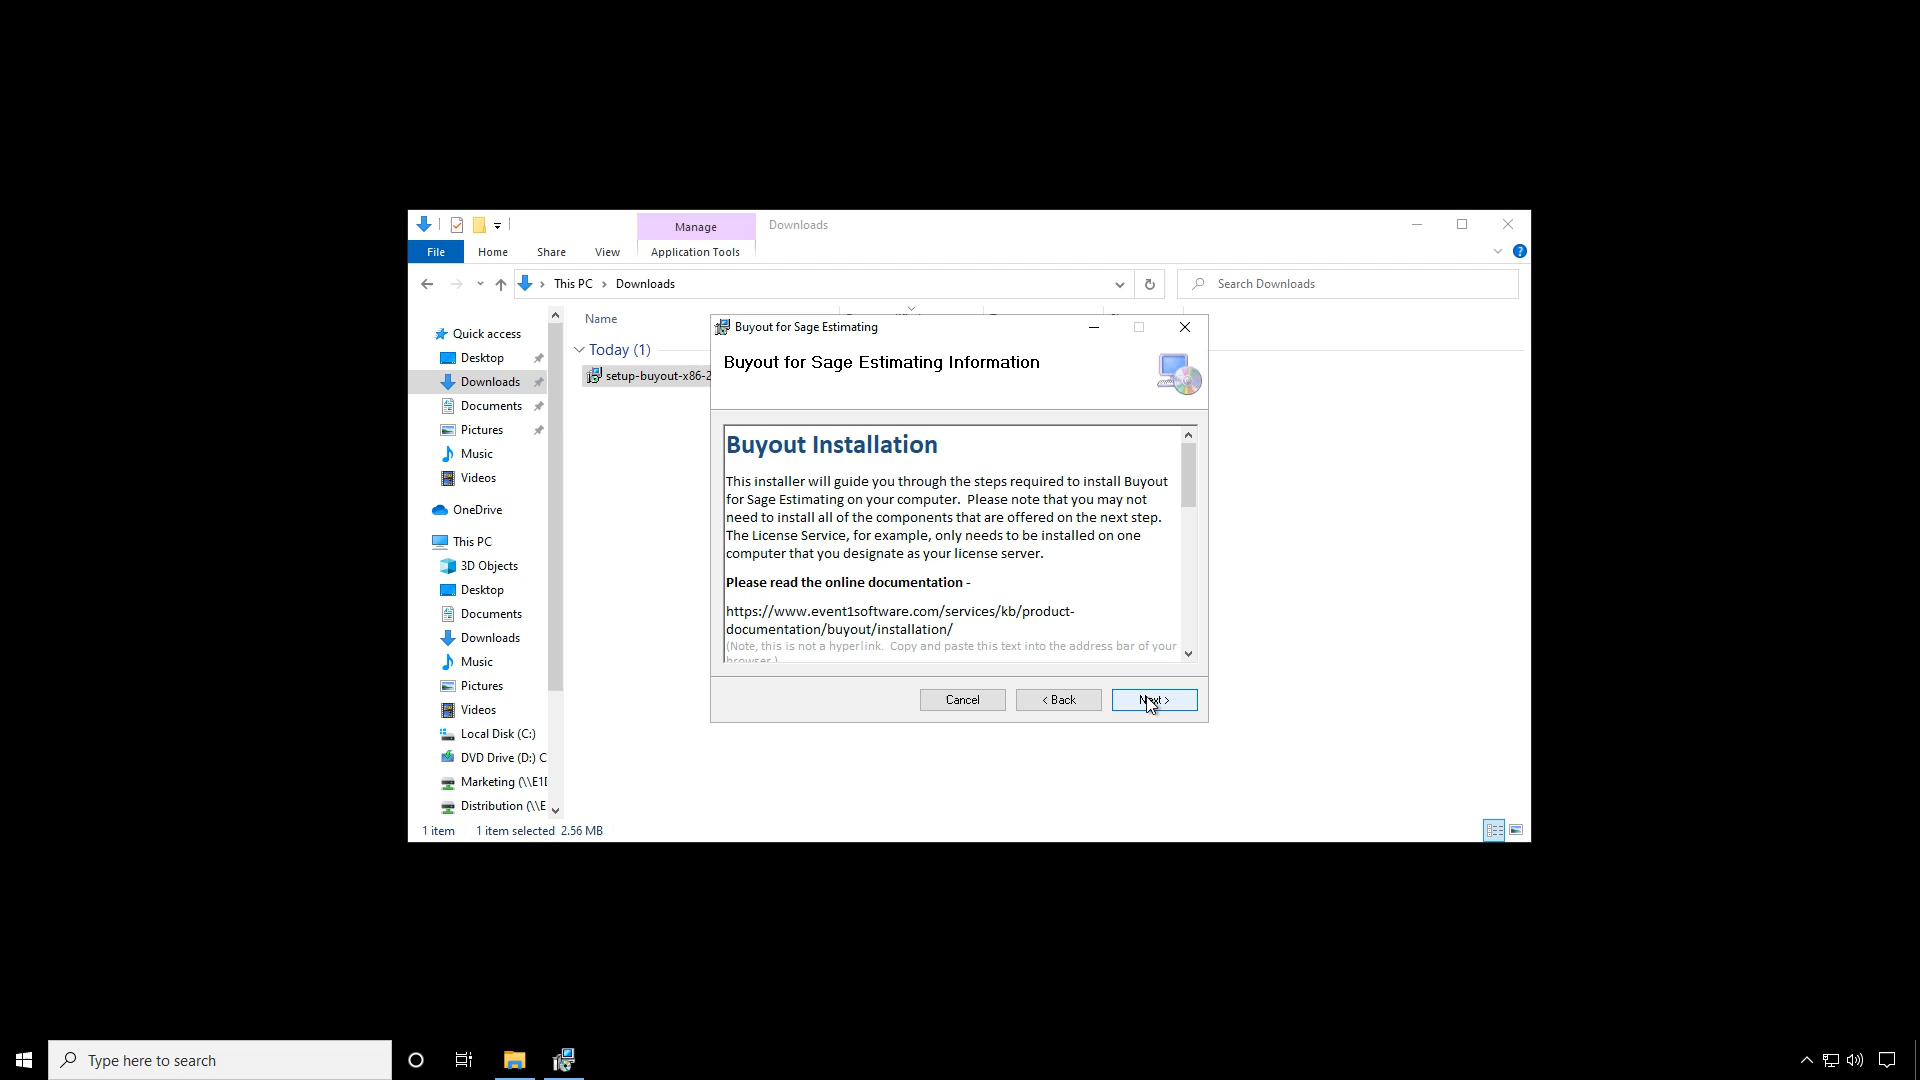 Manage
Downloads
File
Home
Share
View
Application Tools
This PC
Downloads
Search Downloads
Name
Today (1)
setup-buyout-x86-2
Quick access
Desktop
Downloads
Documents
Pictures
Music
Videos
OneDrive
This PC
3D Objects
Desktop
Documents
Downloads
Music
Pictures
Videos
Local Disk (C:)
DVD Drive (D:) C
Marketing (\\E1D
Distribution (\\E
1 item
1 item selected 2.56 MB
Buyout for Sage Estimating
Buyout for Sage Estimating Information
Buyout Installation
This installer will guide you through the steps required to install Buyout
for Sage Estimating on your computer. Please note that you may not
need to install all of the components that are offered on the next step.
The License Service, for example, only needs to be installed on one
computer that you designate as your license server.
Please read the online documentation -
https://www.event1software.com/services/kb/product-
documentation/buyout/installation/
(Note, this is not a hyperlink. Copy and paste this text into the address bar of your
browser.)
Cancel
< Back
Next >
Type here to search